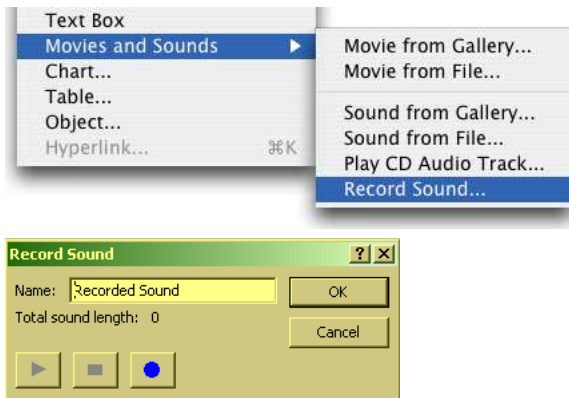 Text Box
Movies and Sounds
Chart...
Table...
Object...
Hyperlink... ⌘K
Movie from Gallery...
Movie from File...
Sound from Gallery...
Sound from File...
Play CD Audio Track...
Record Sound...
Record Sound
Name: Recorded Sound
OK
Total sound length: 0
Cancel